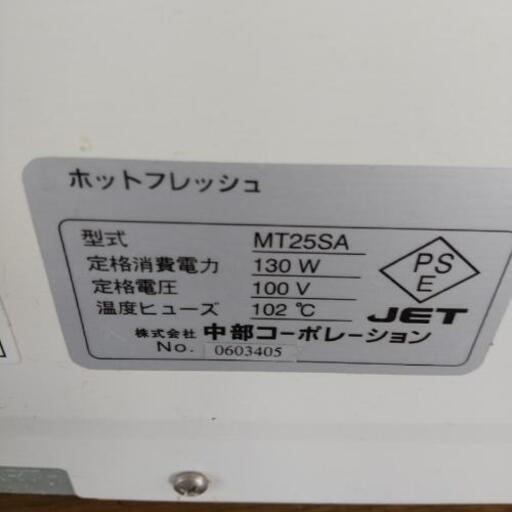 ホットフレッシュ
型式 MT25SA
定格消費電力 130 W
定格電圧 100 V
温度ヒューズ 102 ℃
PS
E
JET
株式会社 中部コーポレーション
No. 0603405